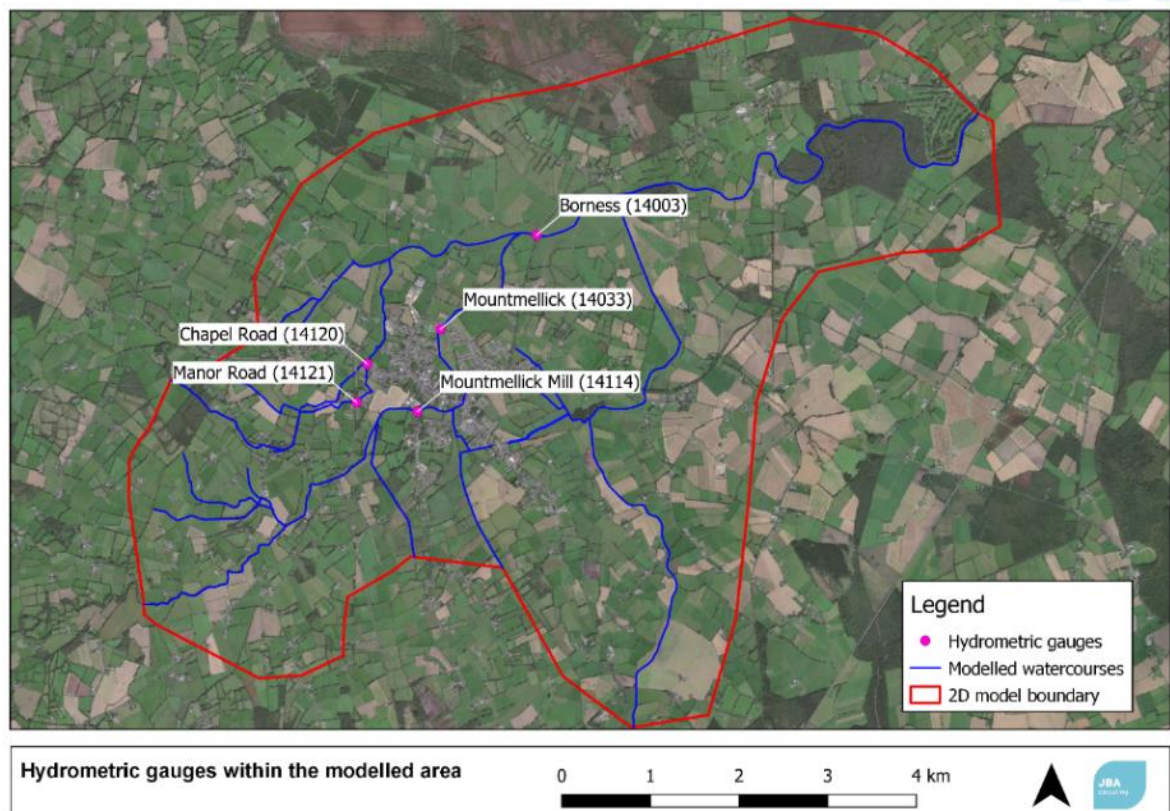 Borness (14003)
Mountmellick (14033)
Chapel Road (14120)
Manor Road (14121)
Mountmellick Mill (14114)
Legend
Hydrometric gauges
Modelled watercourses
2D model boundary
Hydrometric gauges within the modelled area
0 1 2 3 4 km
JBA